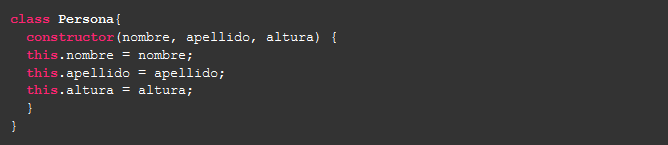 class Persona{
  constructor(nombre, apellido, altura) {
  this.nombre = nombre;
  this.apellido = apellido;
  this.altura = altura;
  }
}